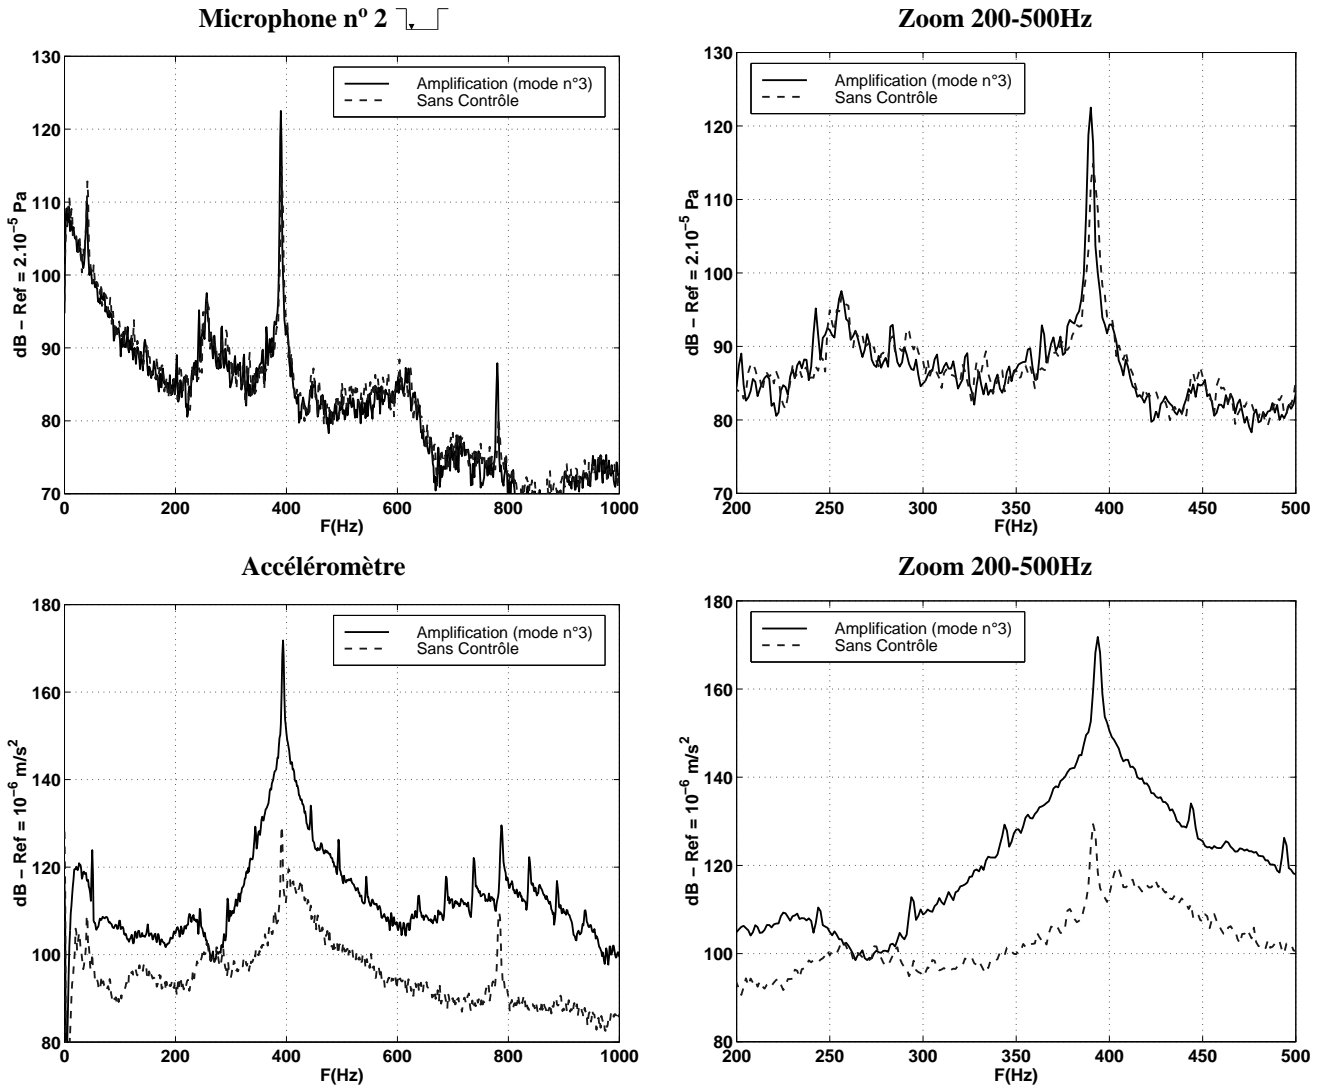 Microphone nº 2
Zoom 200-500Hz
130
120
110
100
90
80
70
dB – Ref = 2.10⁻⁵ Pa
Amplification (mode n°3)
Sans Contrôle
0 200 400 600 800 1000
F(Hz)
130
120
110
100
90
80
70
dB – Ref = 2.10⁻⁵ Pa
Amplification (mode n°3)
Sans Contrôle
200 250 300 350 400 450 500
F(Hz)
Accéléromètre
Zoom 200-500Hz
180
160
140
120
100
80
dB – Ref = 10⁻⁶ m/s²
Amplification (mode n°3)
Sans Contrôle
0 200 400 600 800 1000
F(Hz)
180
160
140
120
100
80
dB – Ref = 10⁻⁶ m/s²
Amplification (mode n°3)
Sans Contrôle
200 250 300 350 400 450 500
F(Hz)